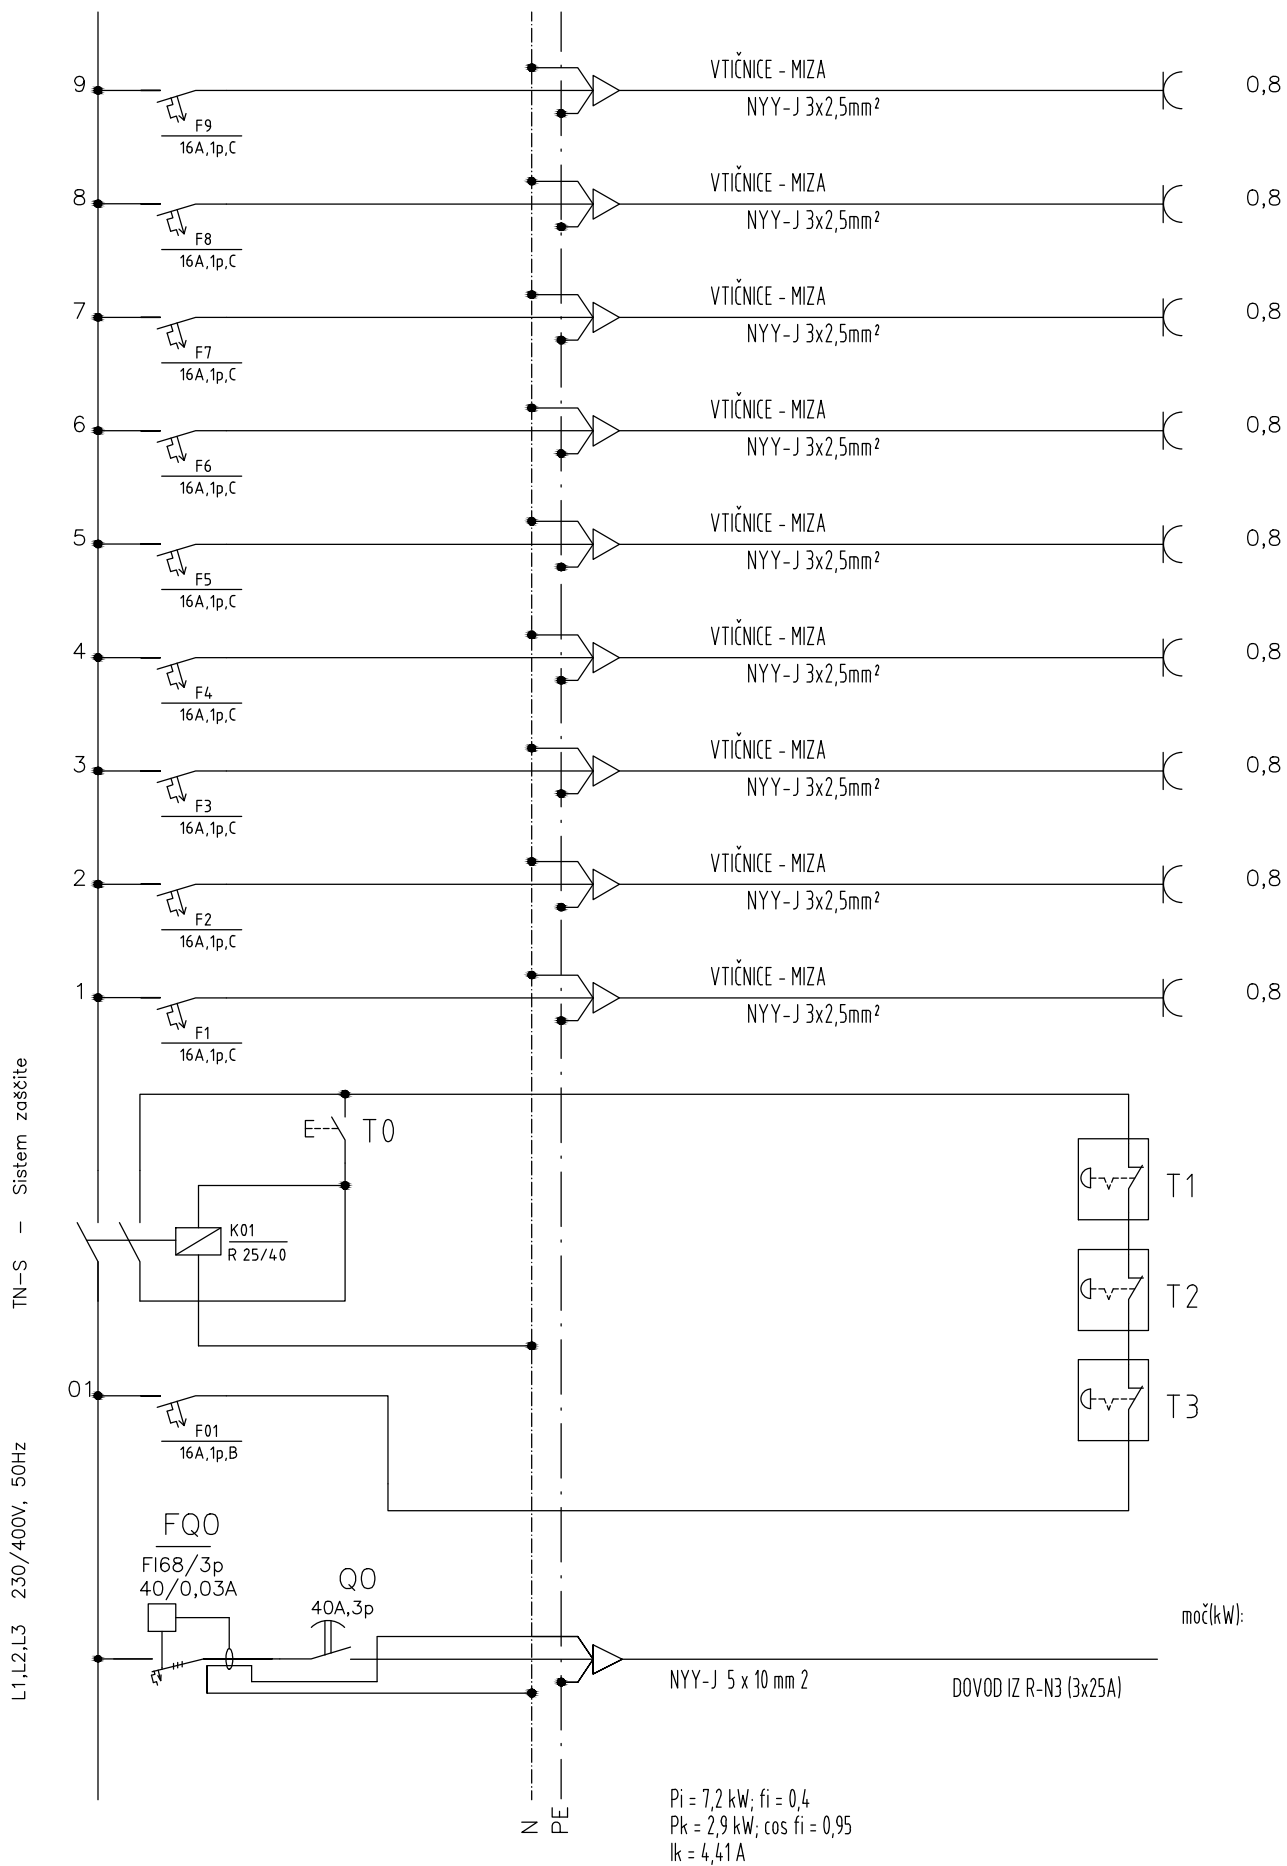 9
VTIČNICE - MIZA
0,8
NYY-J 3x2,5mm²
F9
16A,1p,C
8
VTIČNICE - MIZA
0,8
NYY-J 3x2,5mm²
F8
16A,1p,C
7
VTIČNICE - MIZA
0,8
NYY-J 3x2,5mm²
F7
16A,1p,C
6
VTIČNICE - MIZA
0,8
NYY-J 3x2,5mm²
F6
16A,1p,C
5
VTIČNICE - MIZA
0,8
NYY-J 3x2,5mm²
F5
16A,1p,C
4
VTIČNICE - MIZA
0,8
NYY-J 3x2,5mm²
F4
16A,1p,C
3
VTIČNICE - MIZA
0,8
NYY-J 3x2,5mm²
F3
16A,1p,C
2
VTIČNICE - MIZA
0,8
NYY-J 3x2,5mm²
F2
16A,1p,C
1
VTIČNICE - MIZA
0,8
NYY-J 3x2,5mm²
F1
16A,1p,C
T0
T1
K01
R 25/40
T2
01
T3
F01
16A,1p,B
L1,L2,L3 230/400V, 50Hz TN-S - Sistem zaščite
FQ0
FI68/3p
40/0,03A
Q0
40A,3p
moč(kW):
NYY-J 5 x 10 mm 2
DOVOD IZ R-N3 (3x25A)
N
PE
Pi = 7,2 kW; fi = 0,4
Pk = 2,9 kW; cos fi = 0,95
Ik = 4,41 A